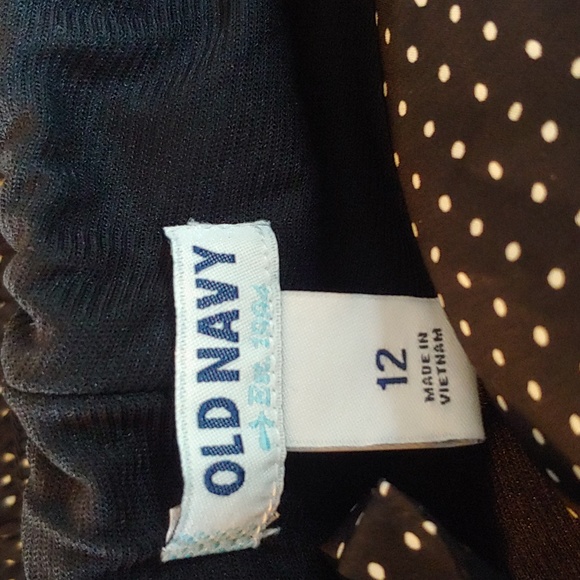 OLD NAVY
Est. 1994
12
MADE IN
VIETNAM